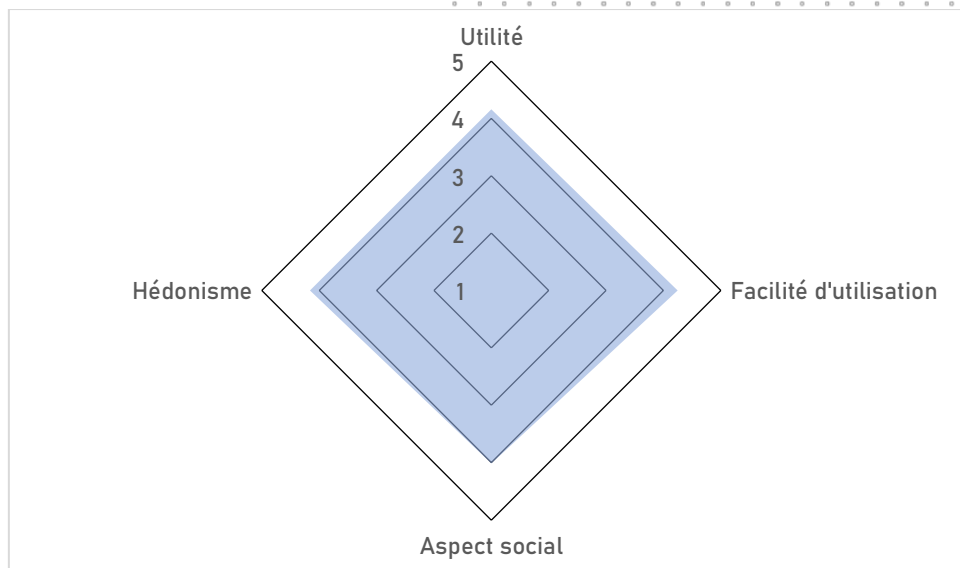 Utilité
5
4
3
2
1
Hédonisme
Facilité d'utilisation
Aspect social